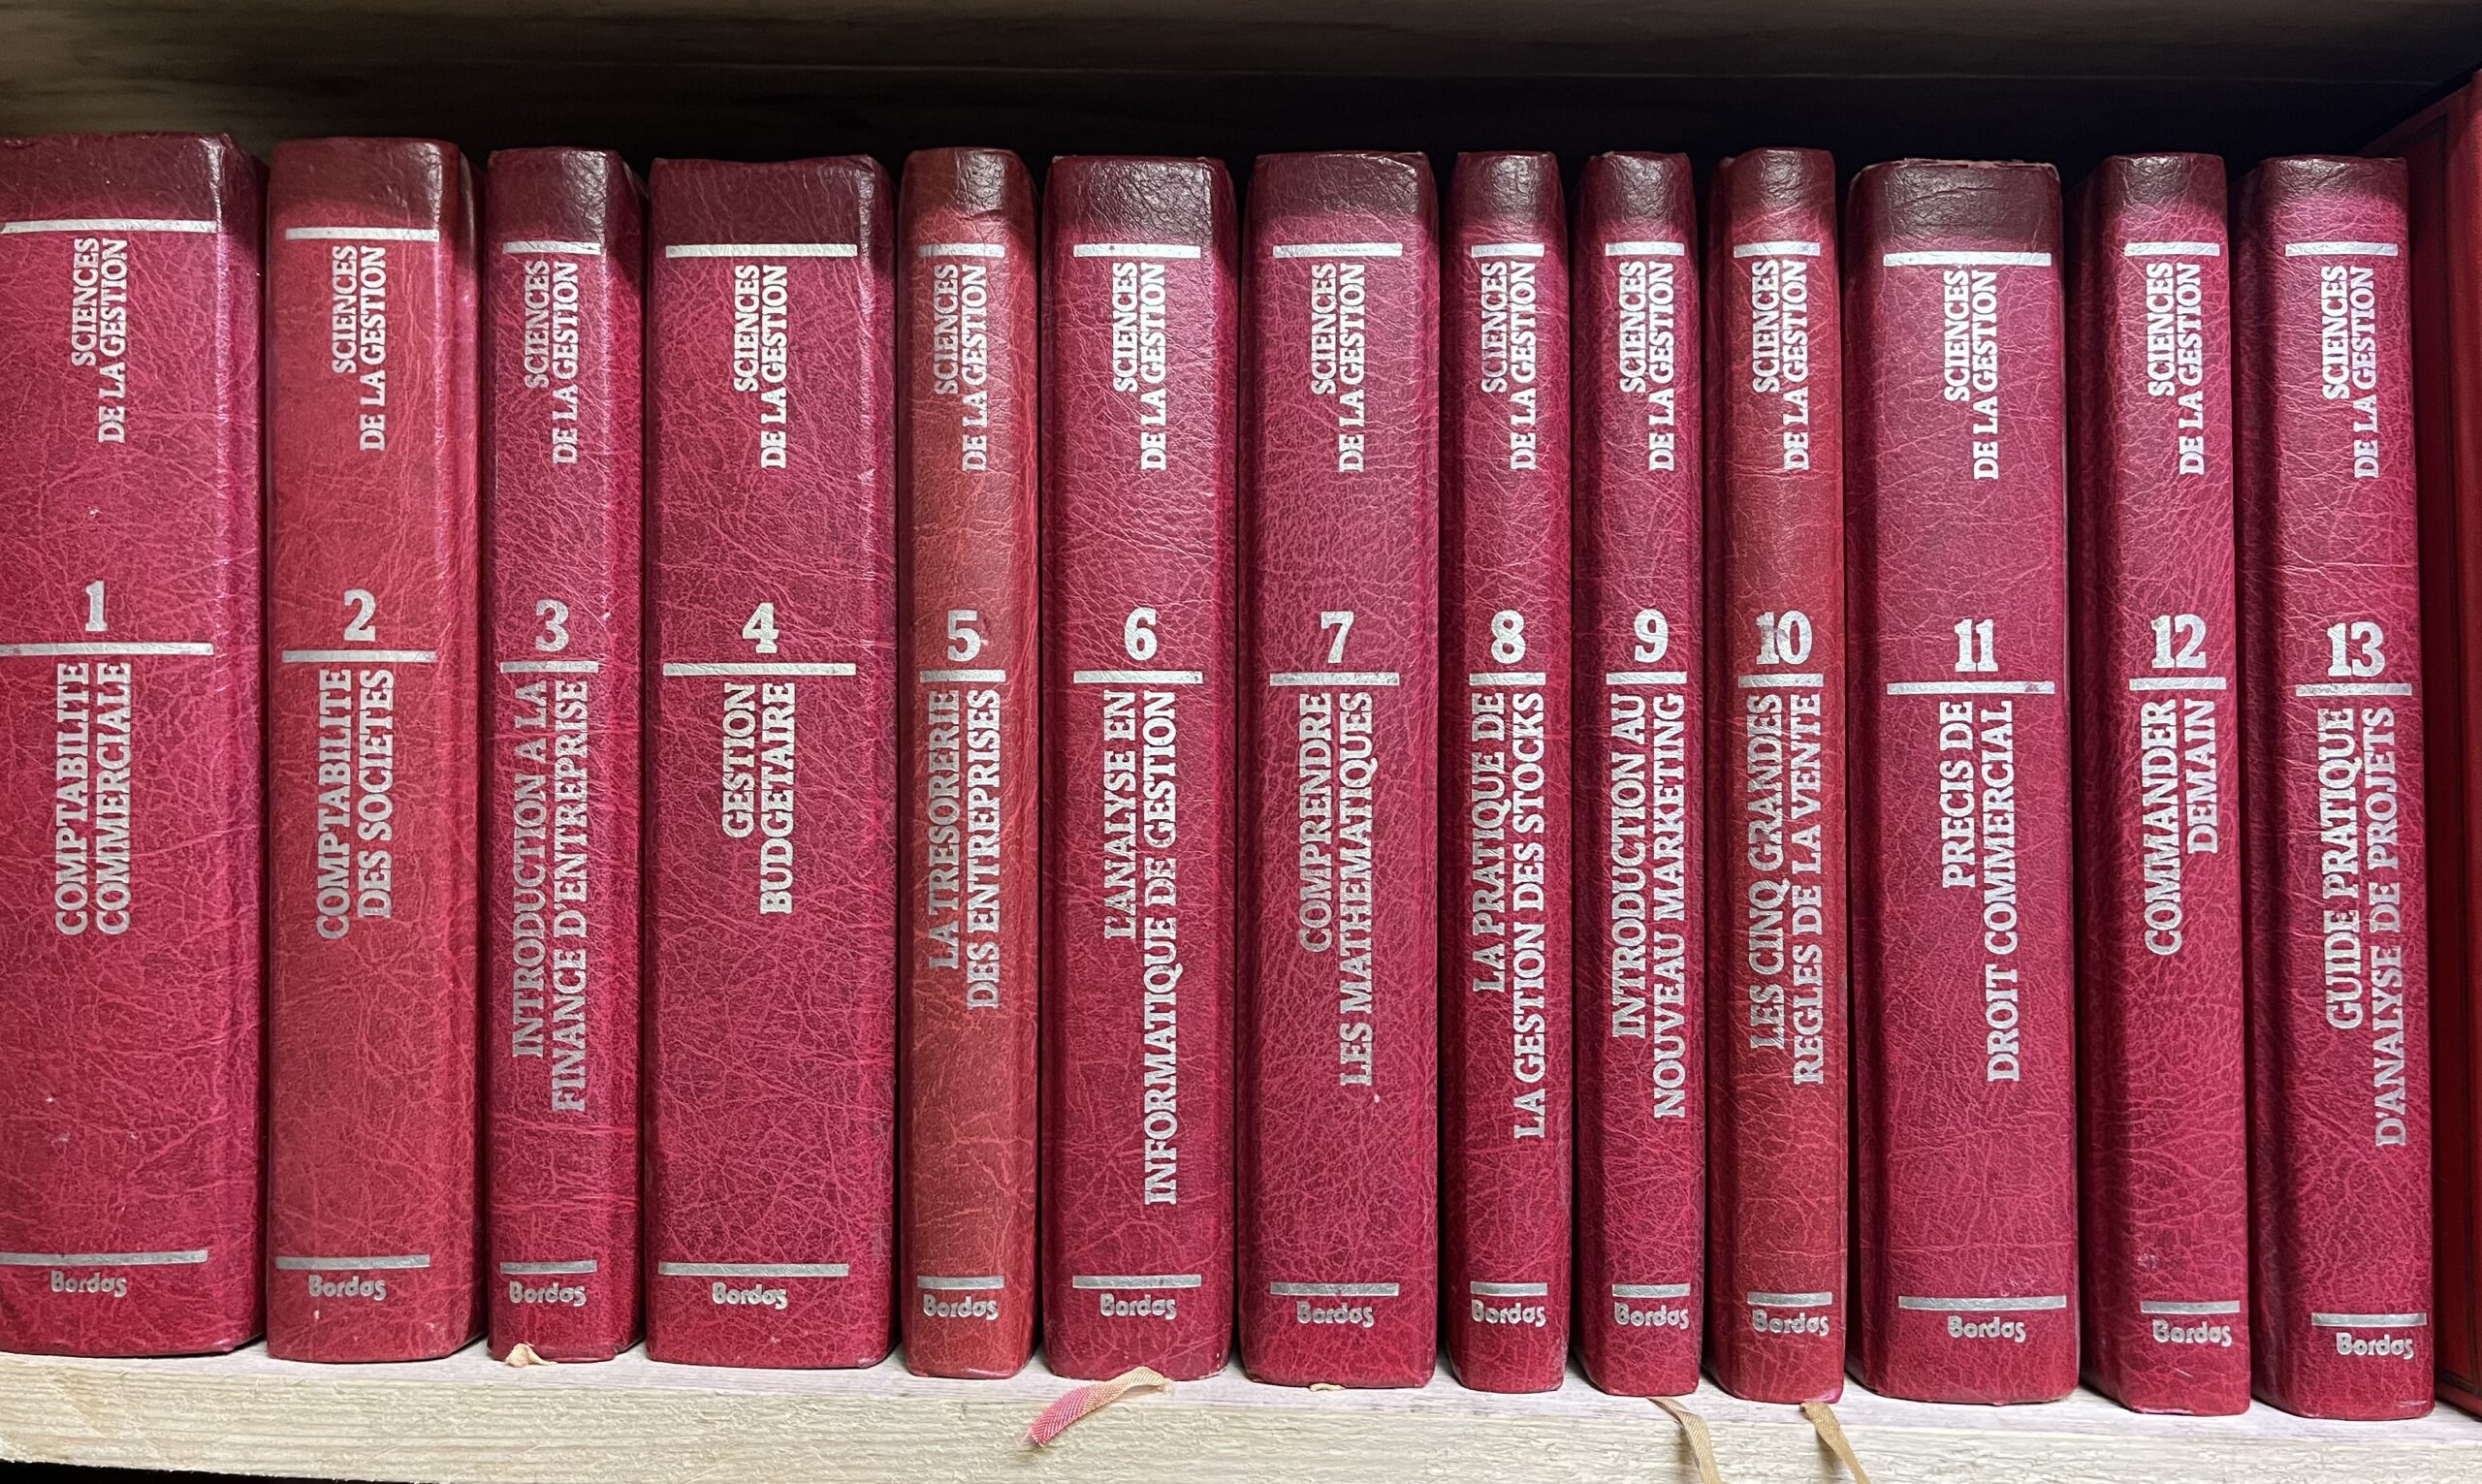 SCIENCES
DE LA GESTION
1
COMPTABILITE
COMMERCIALE
Bordas
SCIENCES
DE LA GESTION
2
COMPTABILITE
DES SOCIETES
Bordas
SCIENCES
DE LA GESTION
3
INTRODUCTION A LA
FINANCE D'ENTREPRISE
Bordas
SCIENCES
DE LA GESTION
4
GESTION
BUDGETAIRE
Bordas
SCIENCES
DE LA GESTION
5
LA TRESORERIE
DES ENTREPRISES
Bordas
SCIENCES
DE LA GESTION
6
L'ANALYSE EN
INFORMATIQUE DE GESTION
Bordas
SCIENCES
DE LA GESTION
7
COMPRENDRE
LES MATHEMATIQUES
Bordas
SCIENCES
DE LA GESTION
8
LA PRATIQUE DE
LA GESTION DES STOCKS
Bordas
SCIENCES
DE LA GESTION
9
INTRODUCTION AU
NOUVEAU MARKETING
Bordas
SCIENCES
DE LA GESTION
10
LES CINQ GRANDES
REGLES DE LA VENTE
Bordas
SCIENCES
DE LA GESTION
11
PRECIS DE
DROIT COMMERCIAL
Bordas
SCIENCES
DE LA GESTION
12
COMMANDER
DEMAIN
Bordas
SCIENCES
DE LA GESTION
13
GUIDE PRATIQUE
D'ANALYSE DE PROJETS
Bordas